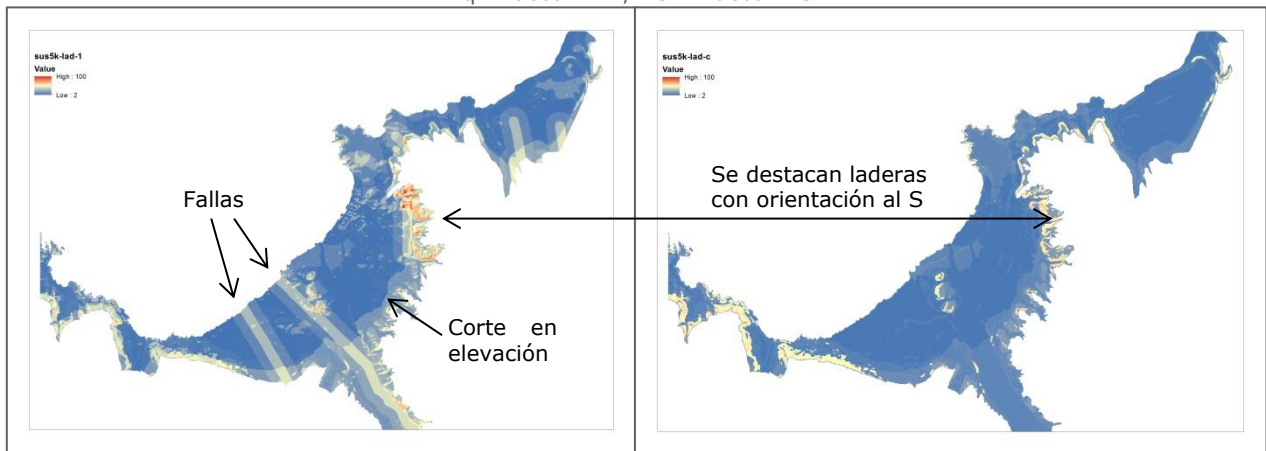 sus5k-lad-1
Value
High : 100
Low : 2
Fallas
Corte en
elevación
sus5k-lad-c
Value
High : 100
Low : 2
Se destacan laderas
con orientación al S